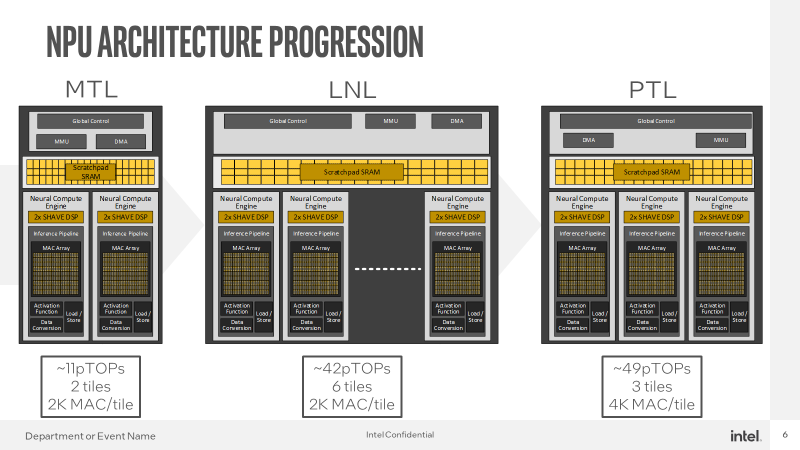 NPU ARCHITECTURE PROGRESSION
MTL
Global Control
MMU
DMA
Scratchpad
SRAM
Neural Compute
Engine
2x SHAVE DSP
Inference Pipeline
MAC Array
Activation
Function
Data
Conversion
Load /
Store
Neural Compute
Engine
2x SHAVE DSP
Inference Pipeline
MAC Array
Activation
Function
Data
Conversion
Load /
Store
~11pTOPs
2 tiles
2K MAC/tile
LNL
Global Control
MMU
DMA
Scratchpad SRAM
Neural Compute
Engine
2x SHAVE DSP
Inference Pipeline
MAC Array
Activation
Function
Data
Conversion
Load /
Store
Neural Compute
Engine
2x SHAVE DSP
Inference Pipeline
MAC Array
Activation
Function
Data
Conversion
Load /
Store
Neural Compute
Engine
2x SHAVE DSP
Inference Pipeline
MAC Array
Activation
Function
Data
Conversion
Load /
Store
~42pTOPs
6 tiles
2K MAC/tile
PTL
Global Control
DMA
MMU
Scratchpad SRAM
Neural Compute
Engine
2x SHAVE DSP
Inference Pipeline
MAC Array
Activation
Function
Data
Conversion
Load /
Store
Neural Compute
Engine
2x SHAVE DSP
Inference Pipeline
MAC Array
Activation
Function
Data
Conversion
Load /
Store
Neural Compute
Engine
2x SHAVE DSP
Inference Pipeline
MAC Array
Activation
Function
Data
Conversion
Load /
Store
~49pTOPs
3 tiles
4K MAC/tile
Department or Event Name
Intel Confidential
intel.
6